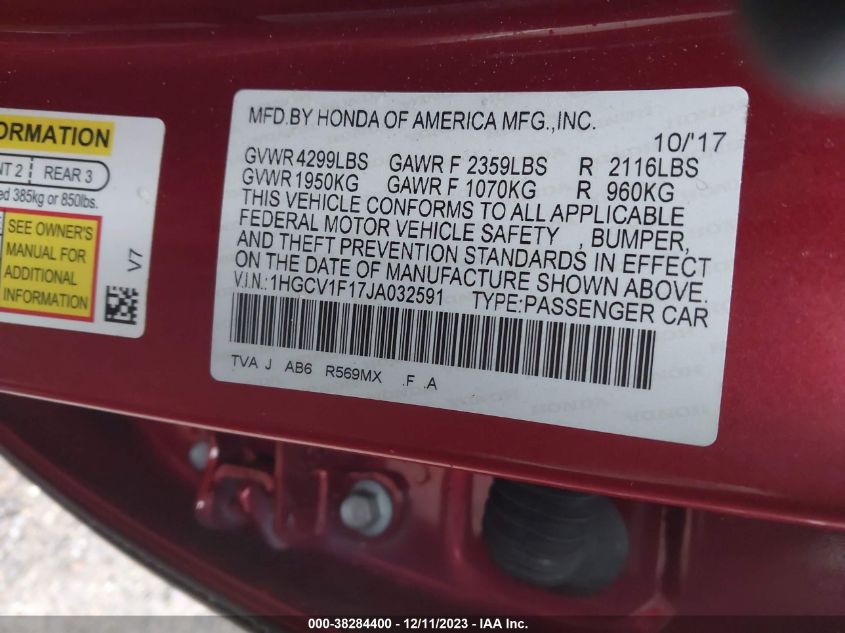 ORMATION
NT 2 REAR 3
ed 385kg or 850lbs.
SEE OWNER'S
MANUAL FOR
ADDITIONAL
INFORMATION
V7
MFD.BY HONDA OF AMERICA MFG.,INC.
10/'17
GVWR 4299LBS GAWR F 2359LBS R 2116LBS
GVWR 1950KG GAWR F 1070KG R 960KG
THIS VEHICLE CONFORMS TO ALL APPLICABLE
FEDERAL MOTOR VEHICLE SAFETY , BUMPER,
AND THEFT PREVENTION STANDARDS IN EFFECT
ON THE DATE OF MANUFACTURE SHOWN ABOVE.
V.I.N.: 1HGCV1F17JA032591 TYPE:PASSENGER CAR
TVA J AB6 R569MX .F .A
HONDA HONDA HONDA
000-38284400 - 12/11/2023 - IAA Inc.